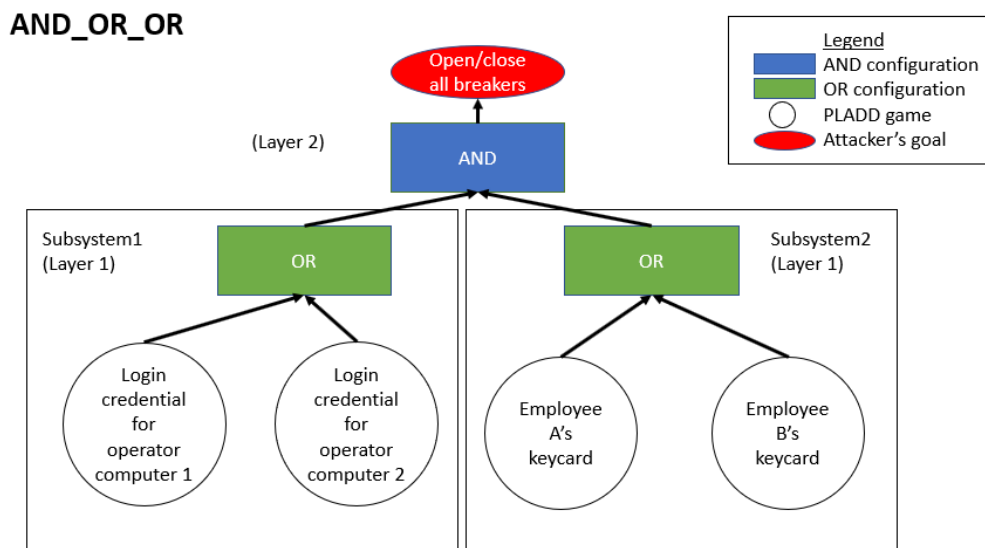 AND_OR_OR
Legend
AND configuration
OR configuration
PLADD game
Attacker's goal
Open/close
all breakers
(Layer 2)
AND
Subsystem1
(Layer 1)
OR
OR
Subsystem2
(Layer 1)
Login
credential
for
operator
computer 1
Login
credential
for
operator
computer 2
Employee
A's
keycard
Employee
B's
keycard